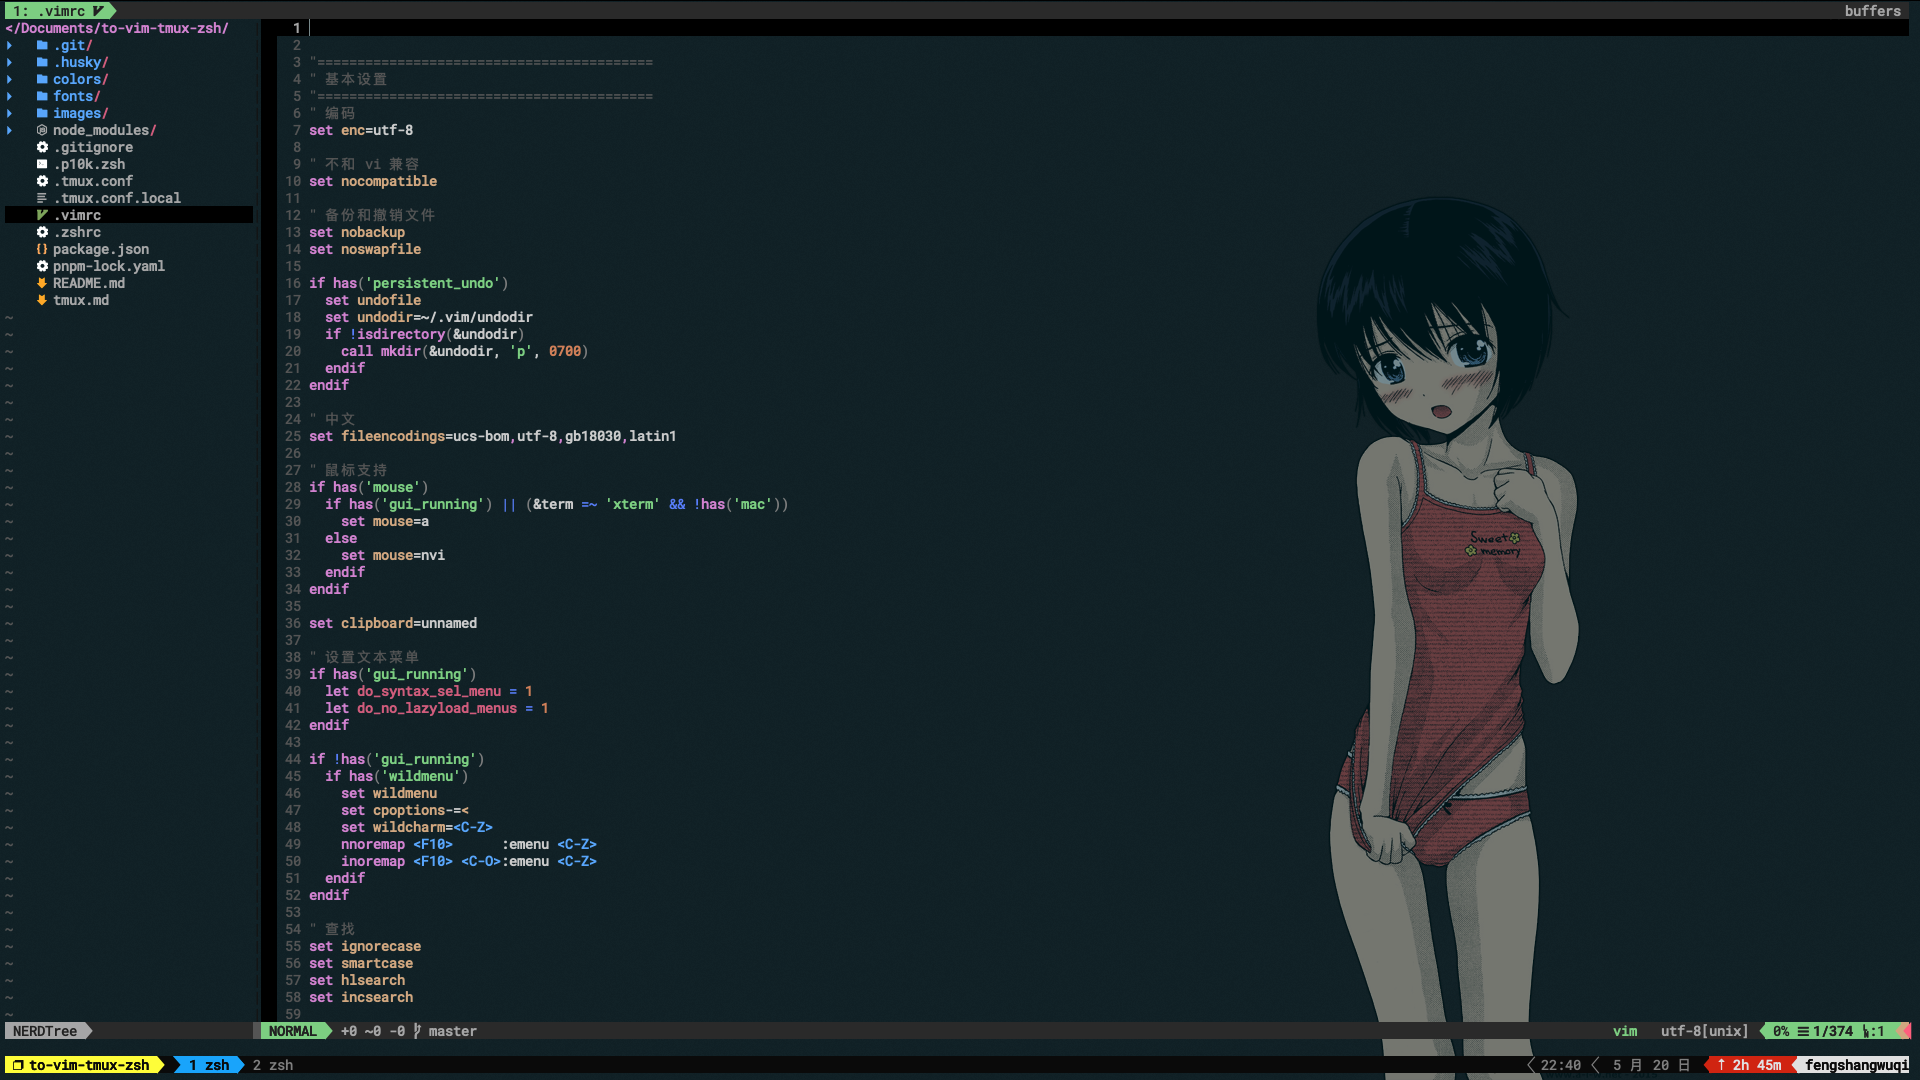 1: .vimrc
buffers
</Documents/to-vim-tmux-zsh/
.git/
.husky/
colors/
fonts/
images/
node_modules/
.gitignore
.p10k.zsh
.tmux.conf
.tmux.conf.local
.vimrc
.zshrc
package.json
pnpm-lock.yaml
README.md
tmux.md
1
2
3 "==========================================
4 " 基本设置
5 "==========================================
6 " 编码
7 set enc=utf-8
8
9 " 不和 vi 兼容
10 set nocompatible
11
12 " 备份和撤销文件
13 set nobackup
14 set noswapfile
15
16 if has('persistent_undo')
17   set undofile
18   set undodir=~/.vim/undodir
19   if !isdirectory(&undodir)
20     call mkdir(&undodir, 'p', 0700)
21   endif
22 endif
23
24 " 中文
25 set fileencodings=ucs-bom,utf-8,gb18030,latin1
26
27 " 鼠标支持
28 if has('mouse')
29   if has('gui_running') || (&term =~ 'xterm' && !has('mac'))
30     set mouse=a
31   else
32     set mouse=nvi
33   endif
34 endif
35
36 set clipboard=unnamed
37
38 " 设置文本菜单
39 if has('gui_running')
40   let do_syntax_sel_menu = 1
41   let do_no_lazyload_menus = 1
42 endif
43
44 if !has('gui_running')
45   if has('wildmenu')
46     set wildmenu
47     set cpoptions-=<
48     set wildcharm=<C-Z>
49     nnoremap <F10>      :emenu <C-Z>
50     inoremap <F10> <C-O>:emenu <C-Z>
51   endif
52 endif
53
54 " 查找
55 set ignorecase
56 set smartcase
57 set hlsearch
58 set incsearch
59
Sweet
memory
NERDTree
NORMAL +0 ~0 -0 master
vim utf-8[unix] 0% 1/374 :1
to-vim-tmux-zsh 1 zsh 2 zsh
22:40 5 月 20 日 ↑ 2h 45m fengshangwuqi